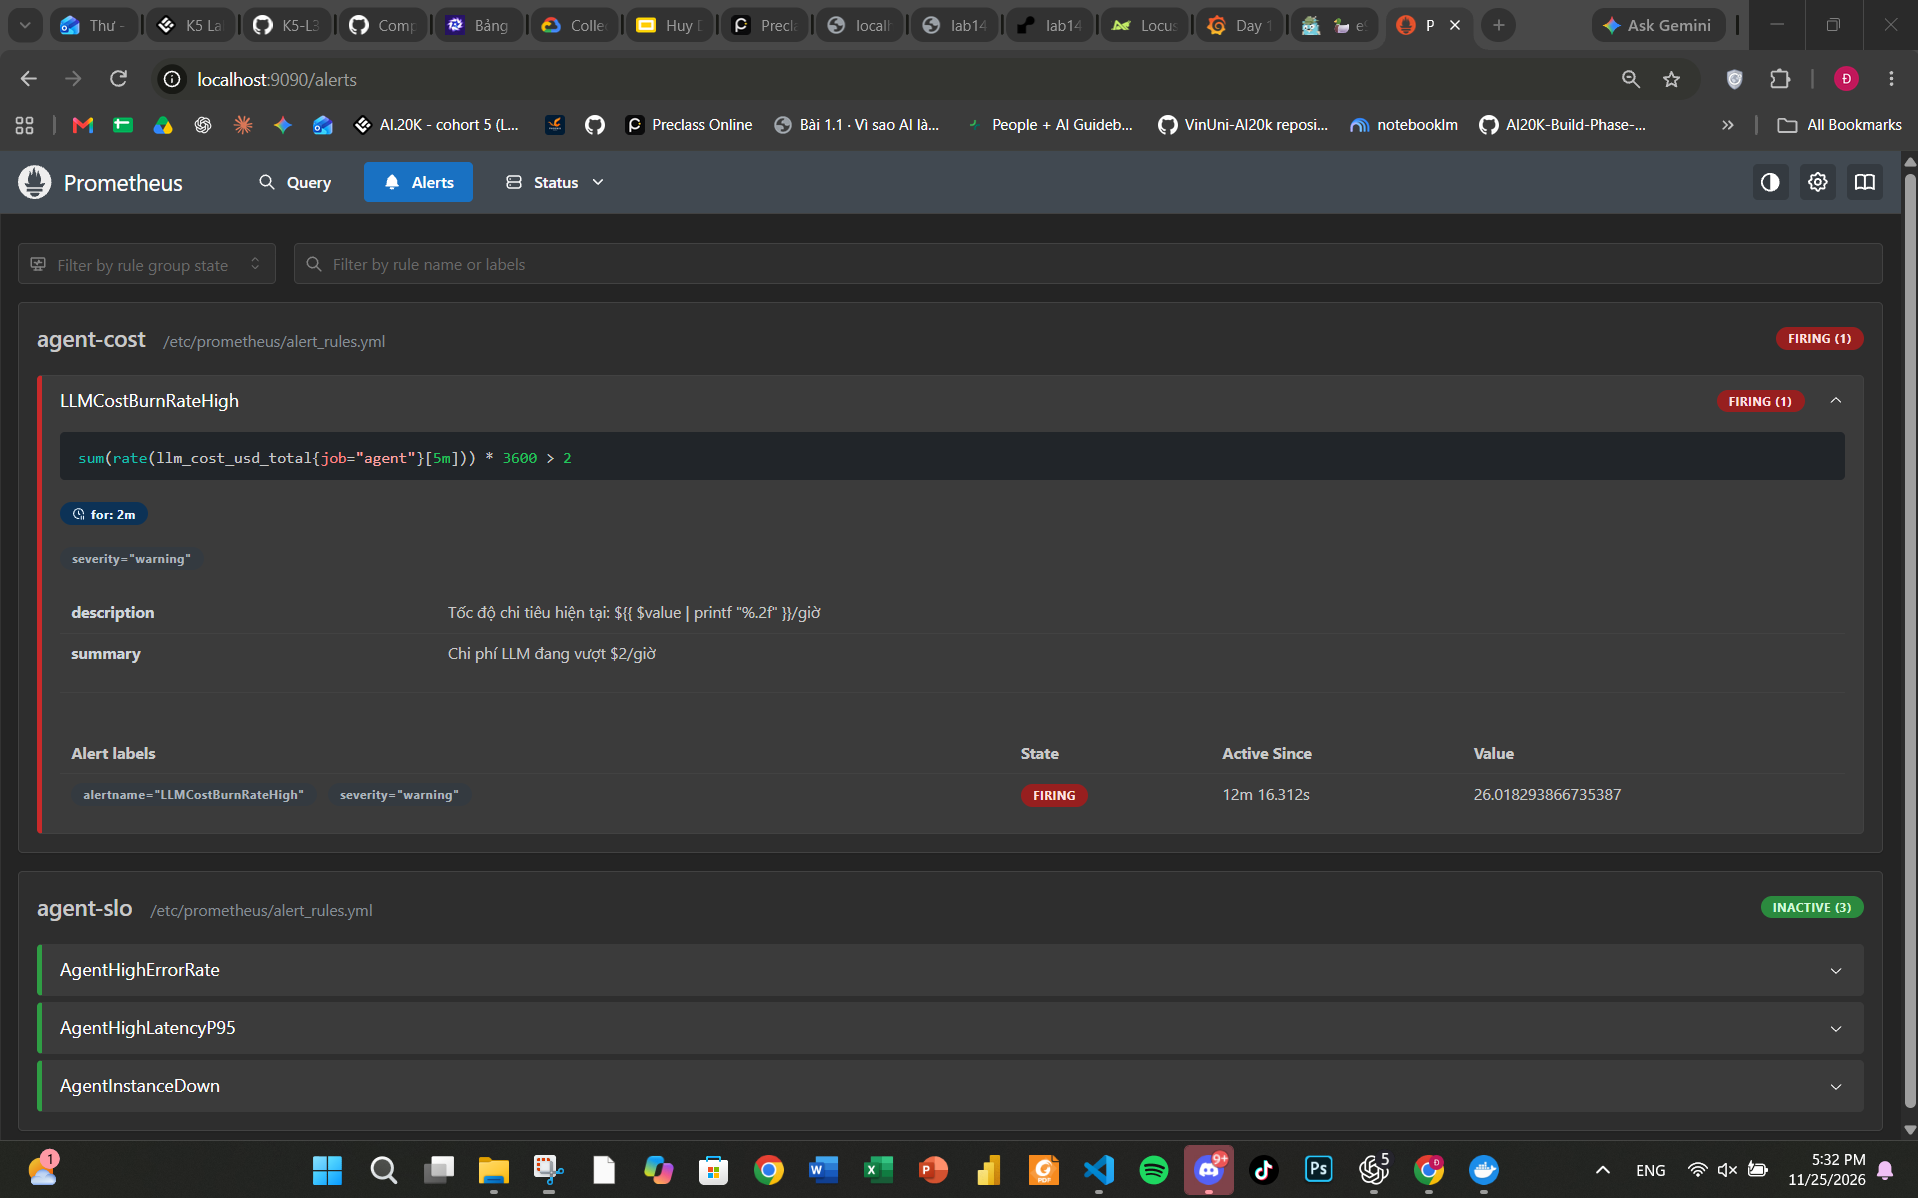 Thư -
K5 La
K5-L3
Comp
Bảng
Colle
Huy
Precla
localh
lab14
lab14
Locus
Day 1
P
Ask Gemini
localhost:9090/alerts
AI.20K - cohort 5 (L...
Preclass Online
Bài 1.1 · Vì sao AI là...
People + AI Guideb...
VinUni-AI20k reposi...
notebooklm
AI20K-Build-Phase-...
All Bookmarks
Prometheus
Query
Alerts
Status
Filter by rule group state
Filter by rule name or labels
agent-cost /etc/prometheus/alert_rules.yml
FIRING (1)
LLMCostBurnRateHigh
FIRING (1)
sum(rate(llm_cost_usd_total{job="agent"}[5m])) * 3600 > 2
for: 2m
severity="warning"
description Tốc độ chi tiêu hiện tại: ${{ $value | printf "%.2f" }}/giờ
summary Chi phí LLM đang vượt $2/giờ
Alert labels State Active Since Value
alertname="LLMCostBurnRateHigh" severity="warning" FIRING 12m 16.312s 26.018293866735387
agent-slo /etc/prometheus/alert_rules.yml
INACTIVE (3)
AgentHighErrorRate
AgentHighLatencyP95
AgentInstanceDown
ENG
5:32 PM
11/25/2026